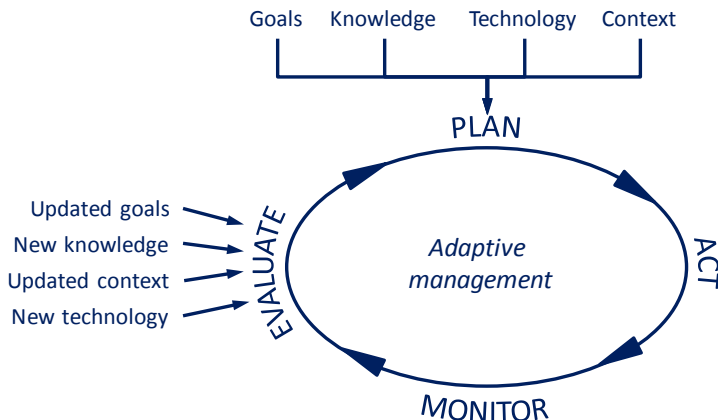 Goals Knowledge Technology Context
PLAN
Updated goals
New knowledge
Updated context
New technology
EVALUATE
Adaptive
management
ACT
MONITOR